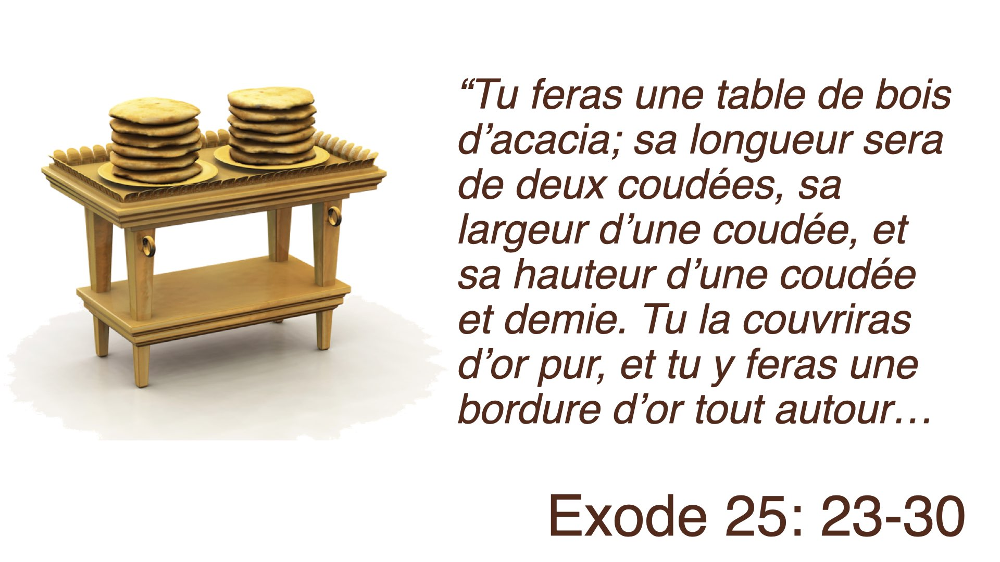 “Tu feras une table de bois
d’acacia; sa longueur sera
de deux coudées, sa
largeur d’une coudée, et
sa hauteur d’une coudée
et demie. Tu la couvriras
d’or pur, et tu y feras une
bordure d’or tout autour…
Exode 25: 23-30